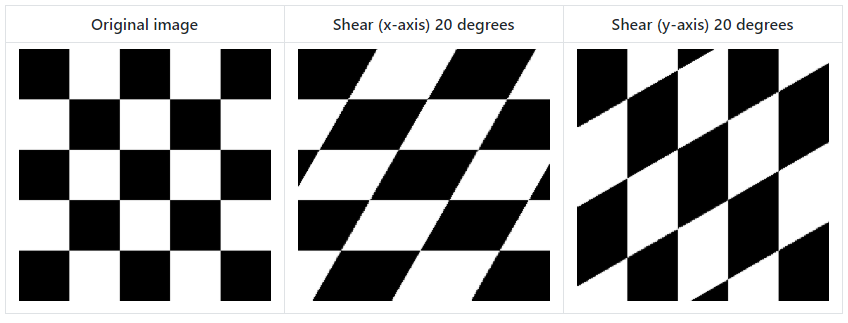 Original image
Shear (x-axis) 20 degrees
Shear (y-axis) 20 degrees